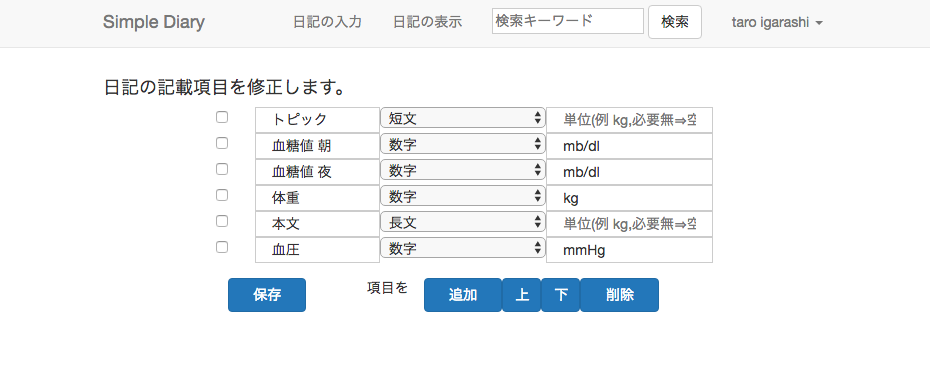 Simple Diary 日記の入力 日記の表示 検索キーワード 検索 taro igarashi
日記の記載項目を修正します。
トピック 短文 単位(例 kg,必要無⇒空
血糖値 朝 数字 mb/dl
血糖値 夜 数字 mb/dl
体重 数字 kg
本文 長文 単位(例 kg,必要無⇒空
血圧 数字 mmHg
保存 項目を 追加 上 下 削除